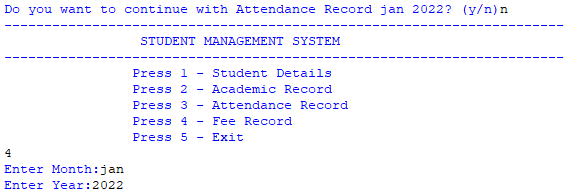 Do you want to continue with Attendance Record jan 2022? (y/n)n
----------------------------------------------------------------------
STUDENT MANAGEMENT SYSTEM
----------------------------------------------------------------------
Press 1 - Student Details
Press 2 - Academic Record
Press 3 - Attendance Record
Press 4 - Fee Record
Press 5 - Exit
4
Enter Month:jan
Enter Year:2022